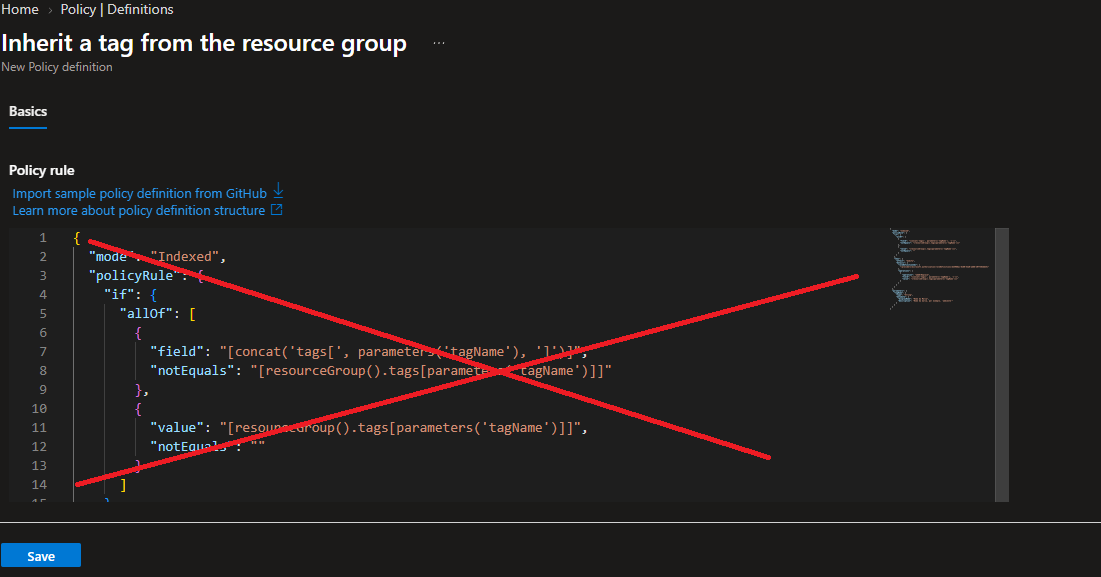 Home > Policy | Definitions
Inherit a tag from the resource group ...
New Policy definition
Basics
Policy rule
Import sample policy definition from GitHub
Learn more about policy definition structure
1 {
2 "mode": "Indexed",
3 "policyRule": {
4 "if": {
5 "allOf": [
6 {
7 "field": "[concat('tags[', parameters('tagName'), ']')]",
8 "notEquals": "[resourceGroup().tags[parameters('tagName')]]"
9 },
10 {
11 "value": "[resourceGroup().tags[parameters('tagName')]]",
12 "notEquals": ""
13 }
14 ]
15 }
Save